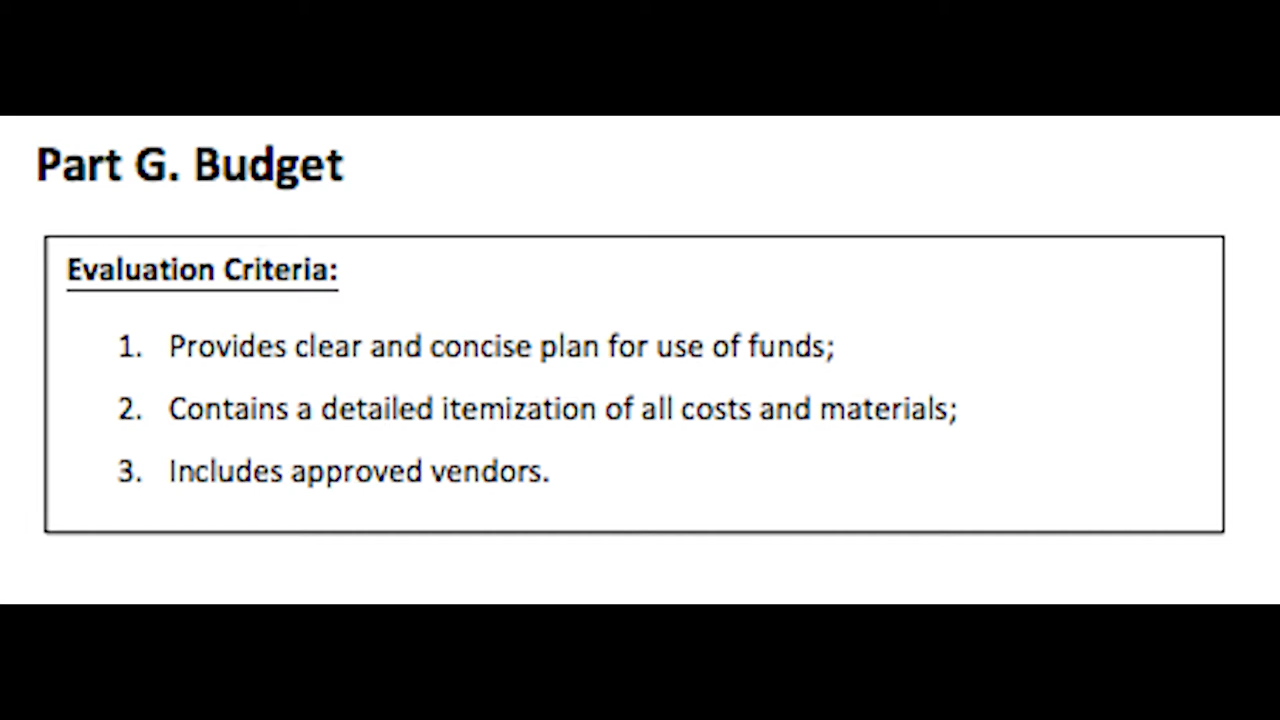 Part G. Budget
Evaluation Criteria:
1. Provides clear and concise plan for use of funds;
2. Contains a detailed itemization of all costs and materials;
3. Includes approved vendors.